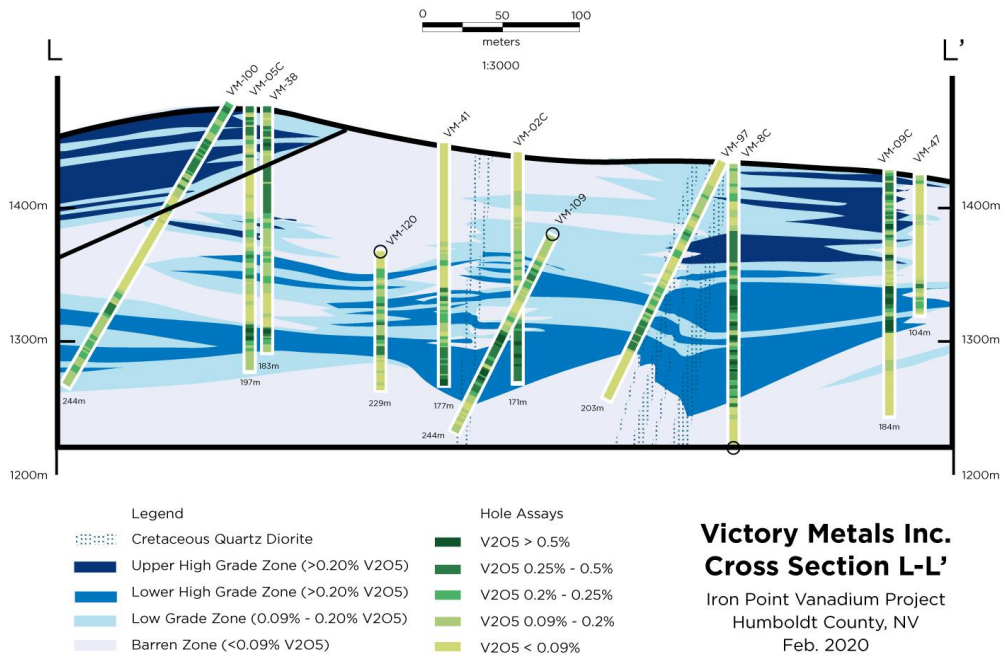 0 50 100
meters
1:3000
L L’
VM-100
VM-05C
VM-38
VM-41
VM-02C
VM-97
VM-8C
VM-09C
VM-47
VM-120
VM-109
1400m 1400m
1300m 1300m
1200m 1200m
244m
197m
183m
229m
177m
244m
171m
203m
184m
104m
Legend
Cretaceous Quartz Diorite
Upper High Grade Zone (>0.20% V2O5)
Lower High Grade Zone (>0.20% V2O5)
Low Grade Zone (0.09% - 0.20% V2O5)
Barren Zone (<0.09% V2O5)
Hole Assays
V2O5 > 0.5%
V2O5 0.25% - 0.5%
V2O5 0.2% - 0.25%
V2O5 0.09% - 0.2%
V2O5 < 0.09%
Victory Metals Inc.
Cross Section L-L’
Iron Point Vanadium Project
Humboldt County, NV
Feb. 2020